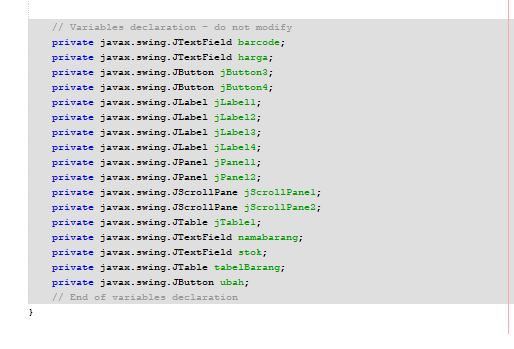 // Variables declaration - do not modify
private javax.swing.JTextField barcode;
private javax.swing.JTextField harga;
private javax.swing.JButton jButton3;
private javax.swing.JButton jButton4;
private javax.swing.JLabel jLabel1;
private javax.swing.JLabel jLabel2;
private javax.swing.JLabel jLabel3;
private javax.swing.JLabel jLabel4;
private javax.swing.JPanel jPanel1;
private javax.swing.JPanel jPanel2;
private javax.swing.JScrollPane jScrollPane1;
private javax.swing.JScrollPane jScrollPane2;
private javax.swing.JTable jTable1;
private javax.swing.JTextField namabarang;
private javax.swing.JTextField stok;
private javax.swing.JTable tabelBarang;
private javax.swing.JButton ubah;
// End of variables declaration
}